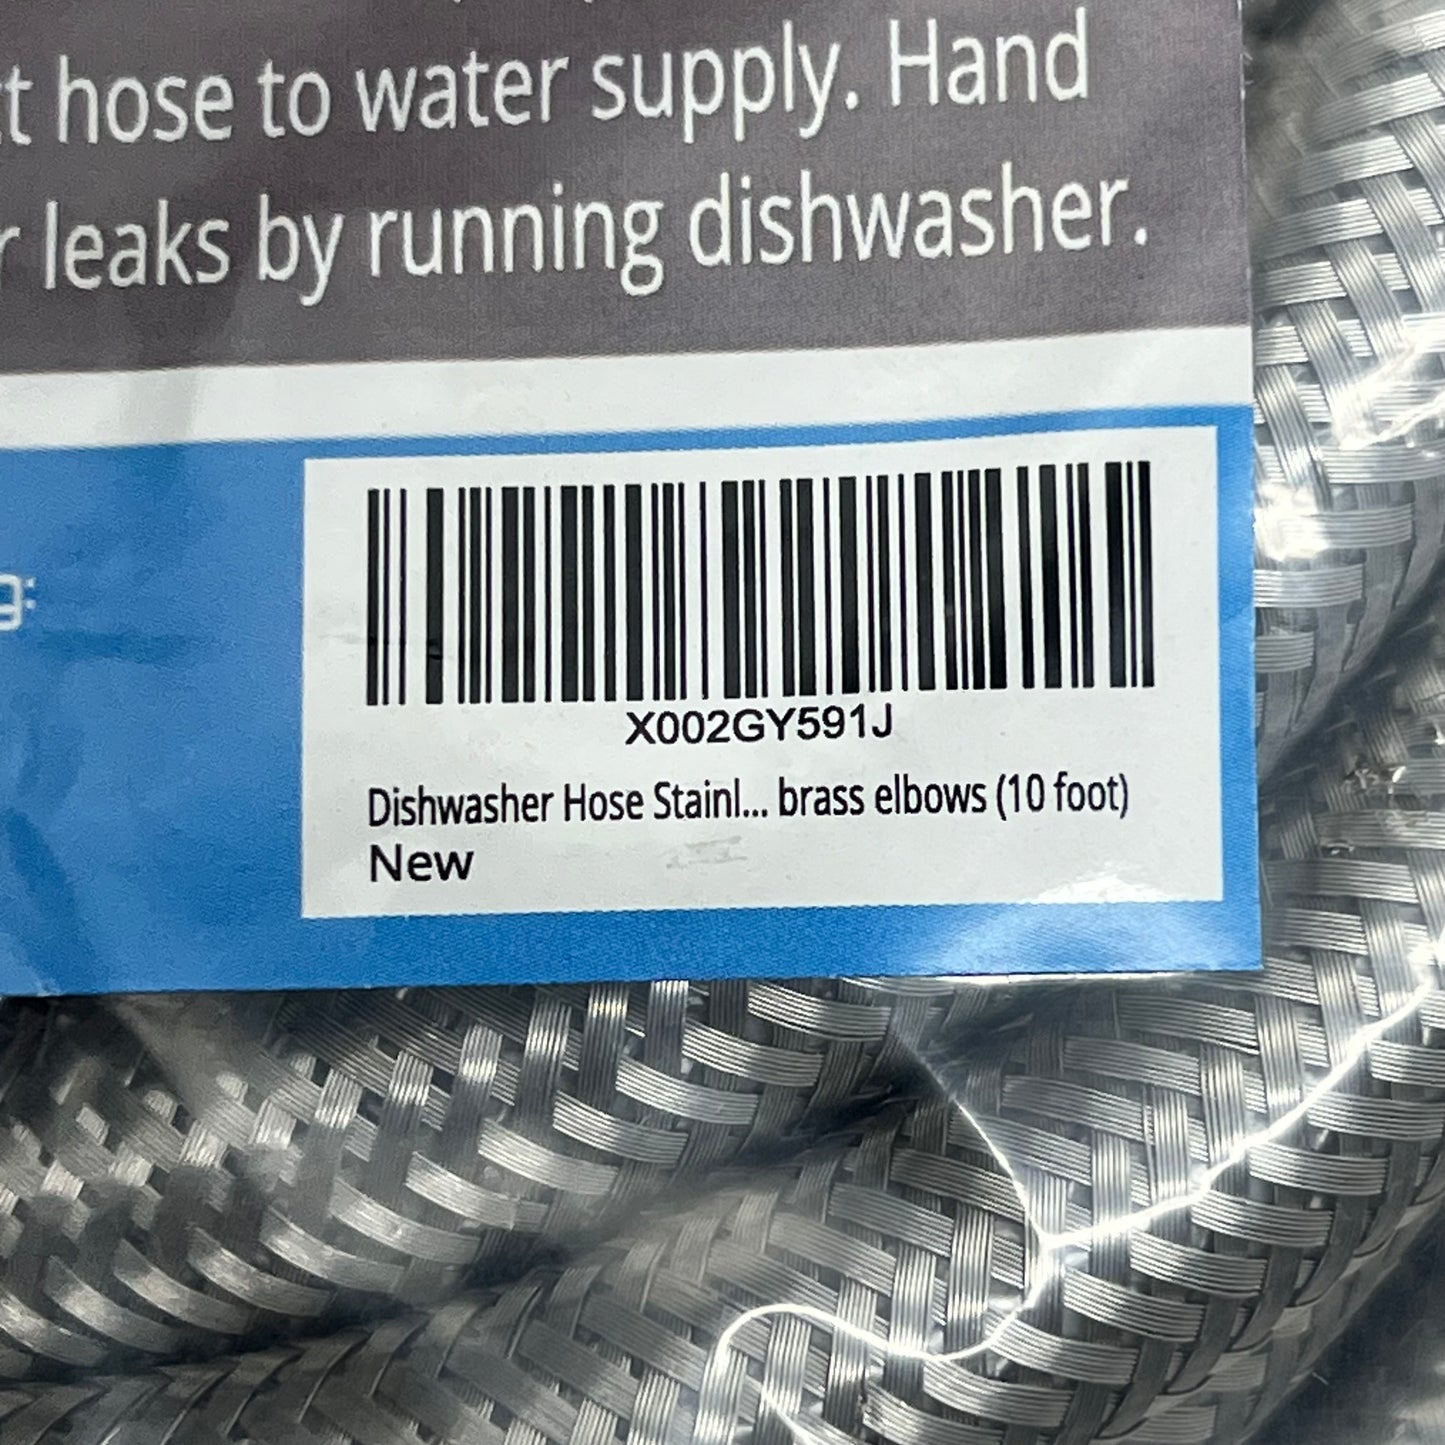 hose to water supply. Hand
leaks by running dishwasher.
g:
X002GY591J
Dishwasher Hose Stainl... brass elbows (10 foot)
New